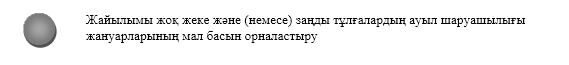 Жайылымы жоқ жеке және (немесе) заңды тұлғалардың ауыл шаруашылығы
жануарларының мал басын орналастыру